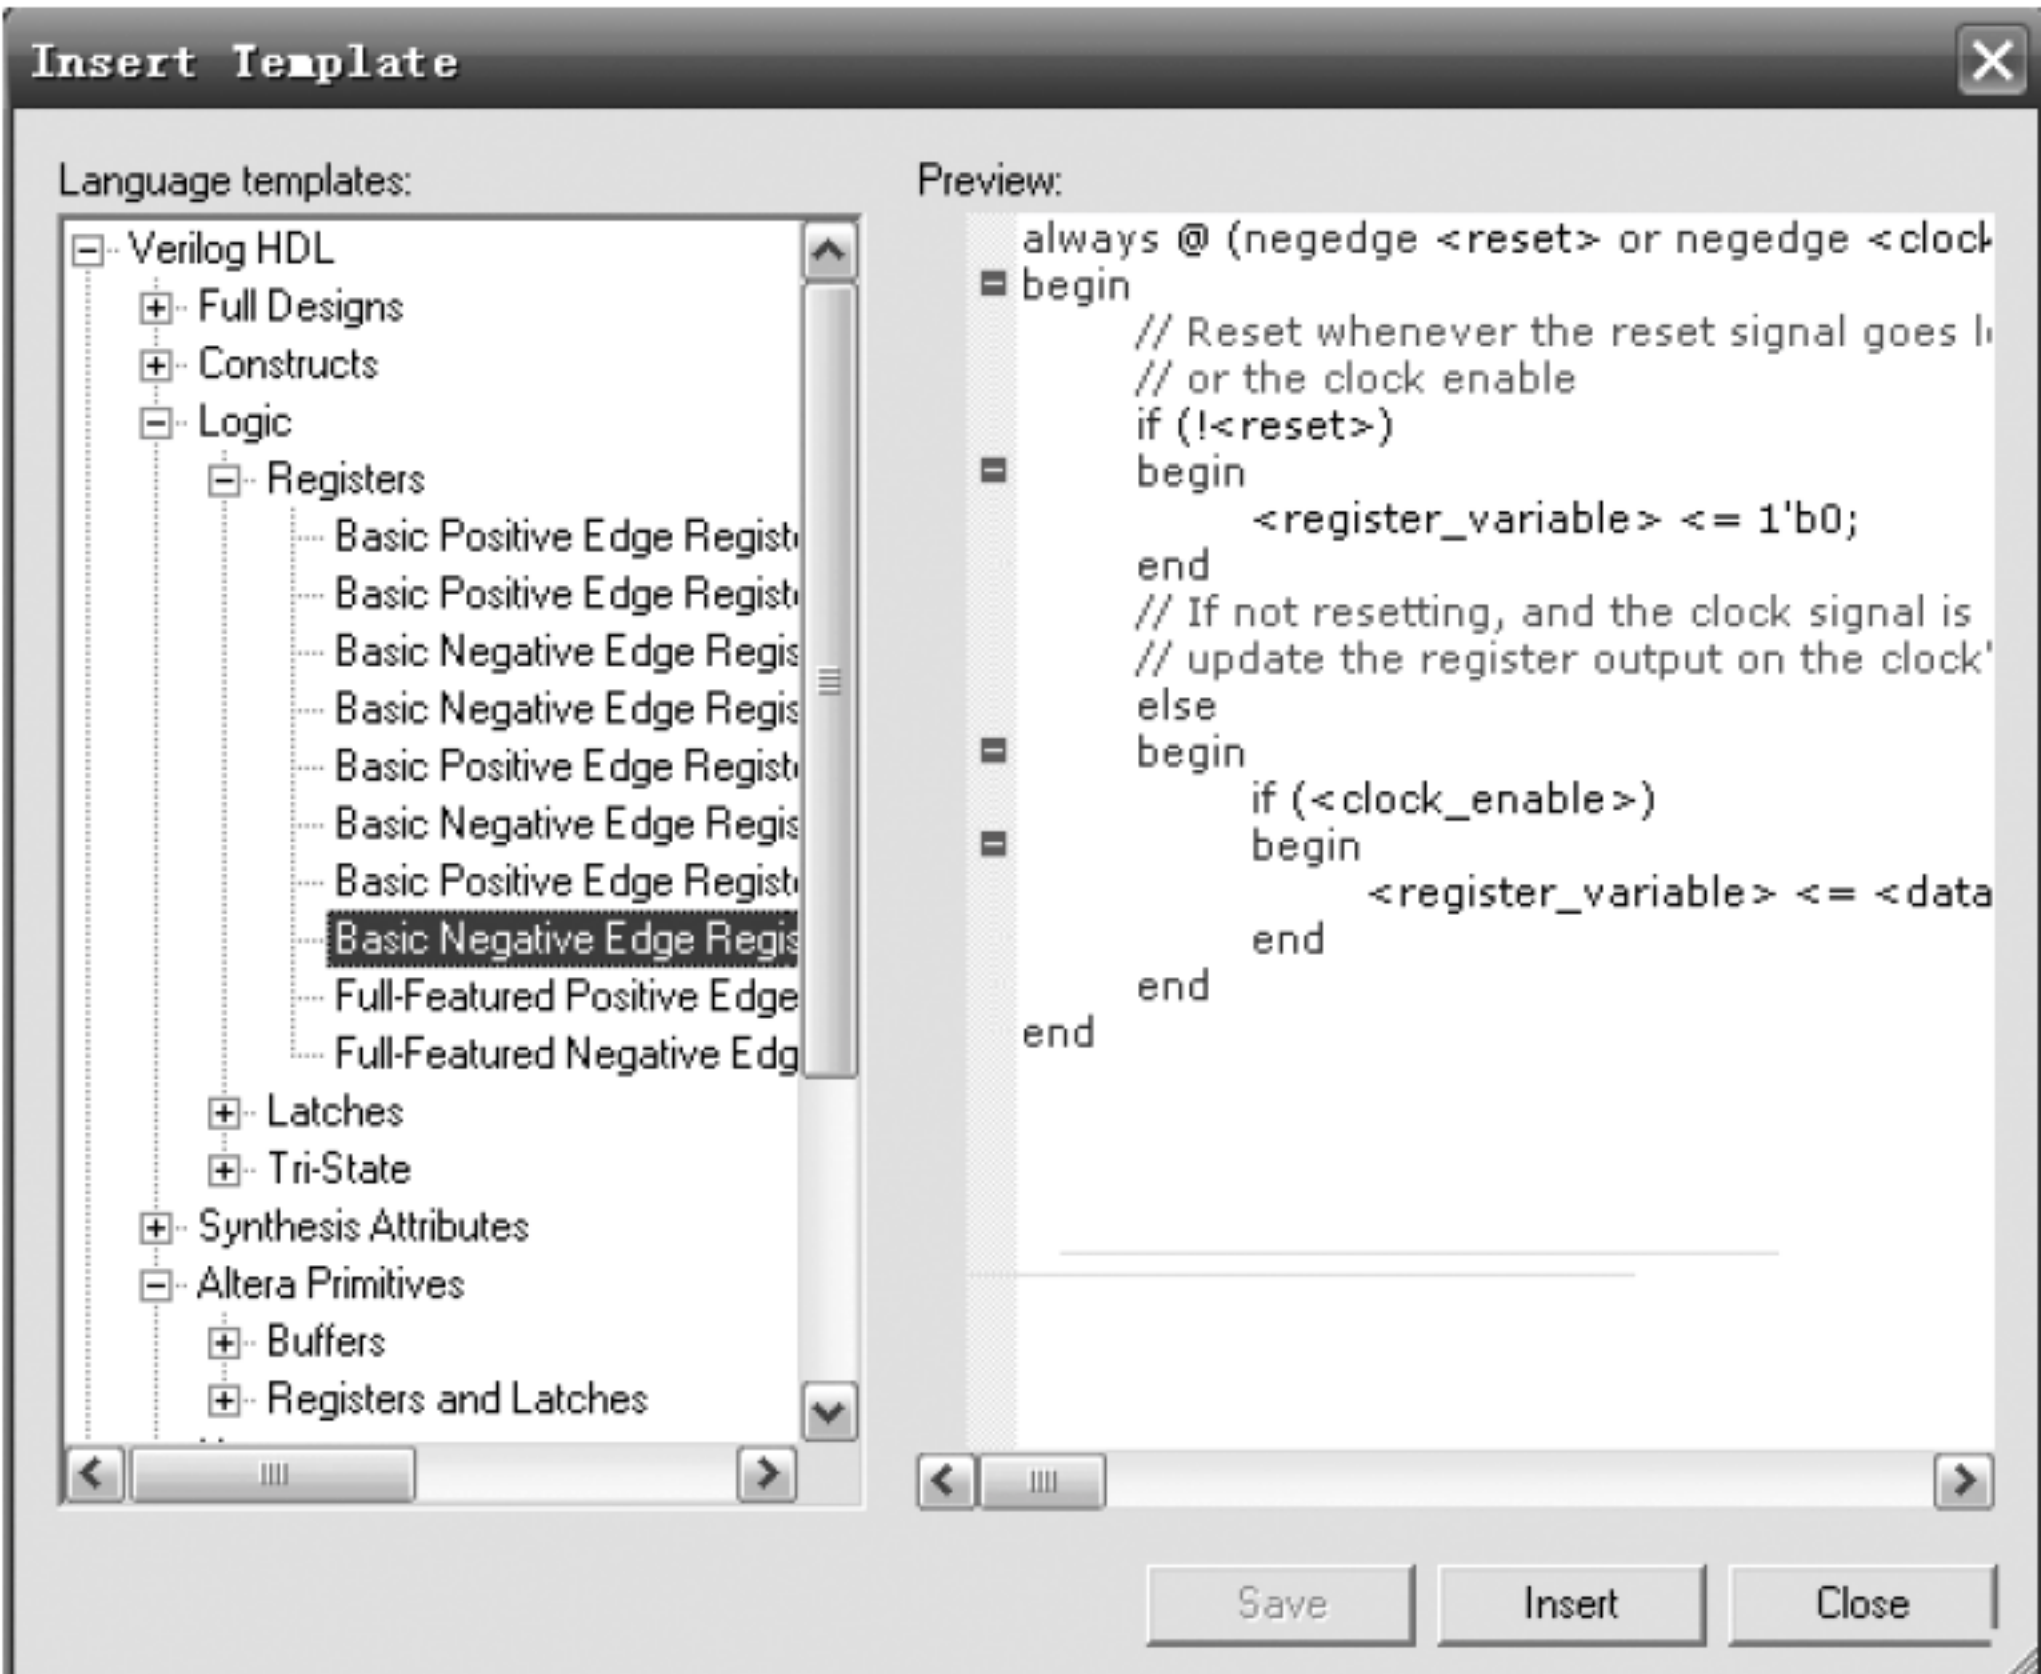 Insert Template
Language templates:
Verilog HDL
Full Designs
Constructs
Logic
Registers
Basic Positive Edge Regist
Basic Positive Edge Regist
Basic Negative Edge Regis
Basic Negative Edge Regis
Basic Positive Edge Regist
Basic Negative Edge Regis
Basic Positive Edge Regist
Basic Negative Edge Regis
Full-Featured Positive Edge
Full-Featured Negative Edg
Latches
Tri-State
Synthesis Attributes
Altera Primitives
Buffers
Registers and Latches
Preview:
always @ (negedge <reset> or negedge <clock
begin
// Reset whenever the reset signal goes l
// or the clock enable
if (!<reset>)
begin
<register_variable> <= 1'b0;
end
// If not resetting, and the clock signal is
// update the register output on the clock'
else
begin
if (<clock_enable>)
begin
<register_variable> <= <data
end
end
end
Save
Insert
Close